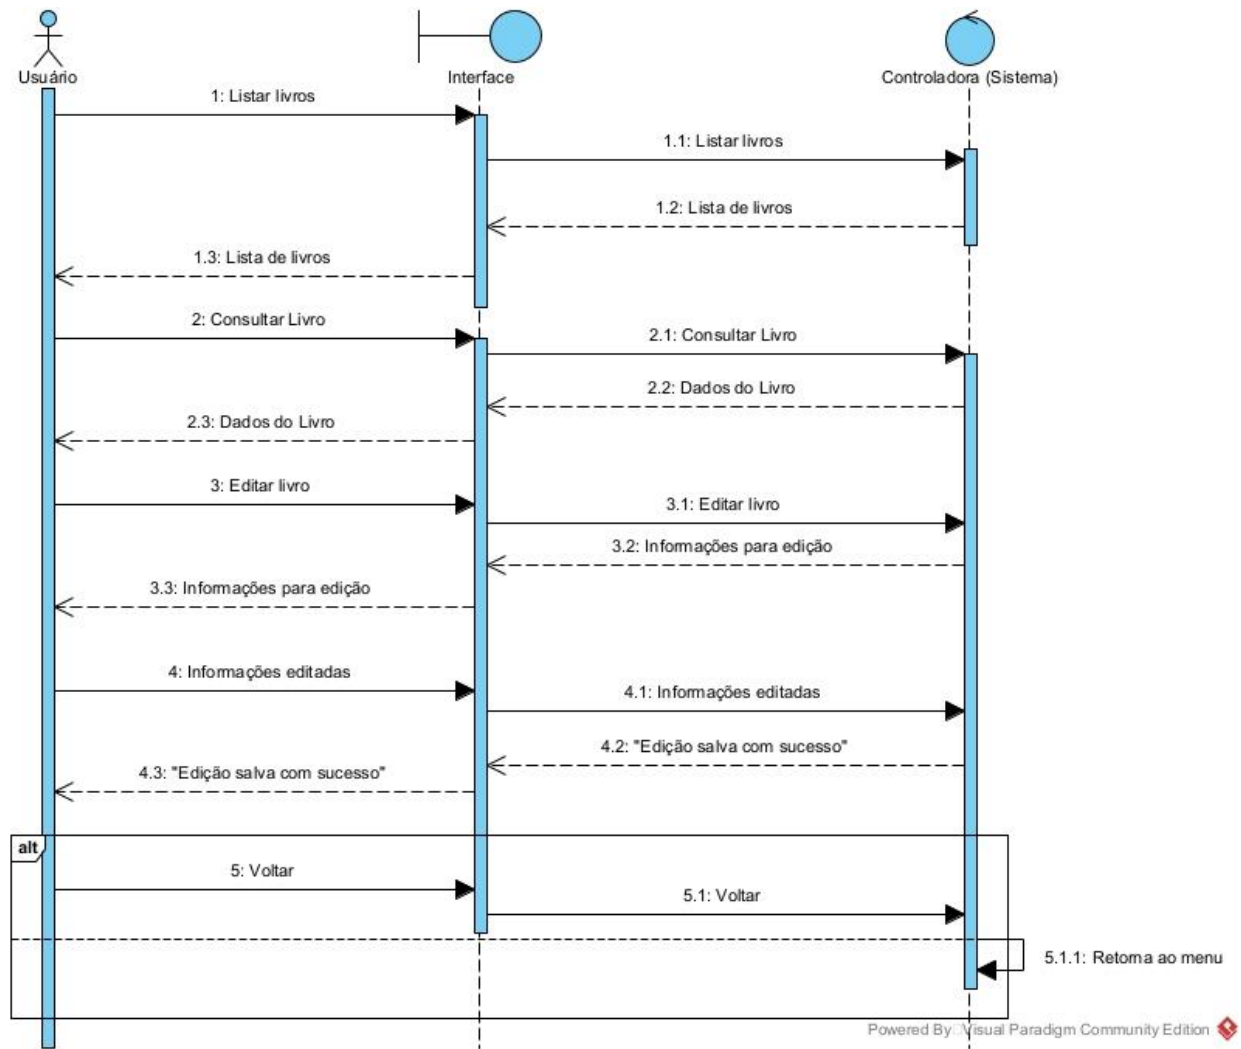 Usuário
Interface
Controladora (Sistema)
1: Listar livros
1.1: Listar livros
1.2: Lista de livros
1.3: Lista de livros
2: Consultar Livro
2.1: Consultar Livro
2.2: Dados do Livro
2.3: Dados do Livro
3: Editar livro
3.1: Editar livro
3.2: Informações para edição
3.3: Informações para edição
4: Informações editadas
4.1: Informações editadas
4.2: "Edição salva com sucesso"
4.3: "Edição salva com sucesso"
alt
5: Voltar
5.1: Voltar
5.1.1: Retorna ao menu
Powered By Visual Paradigm Community Edition